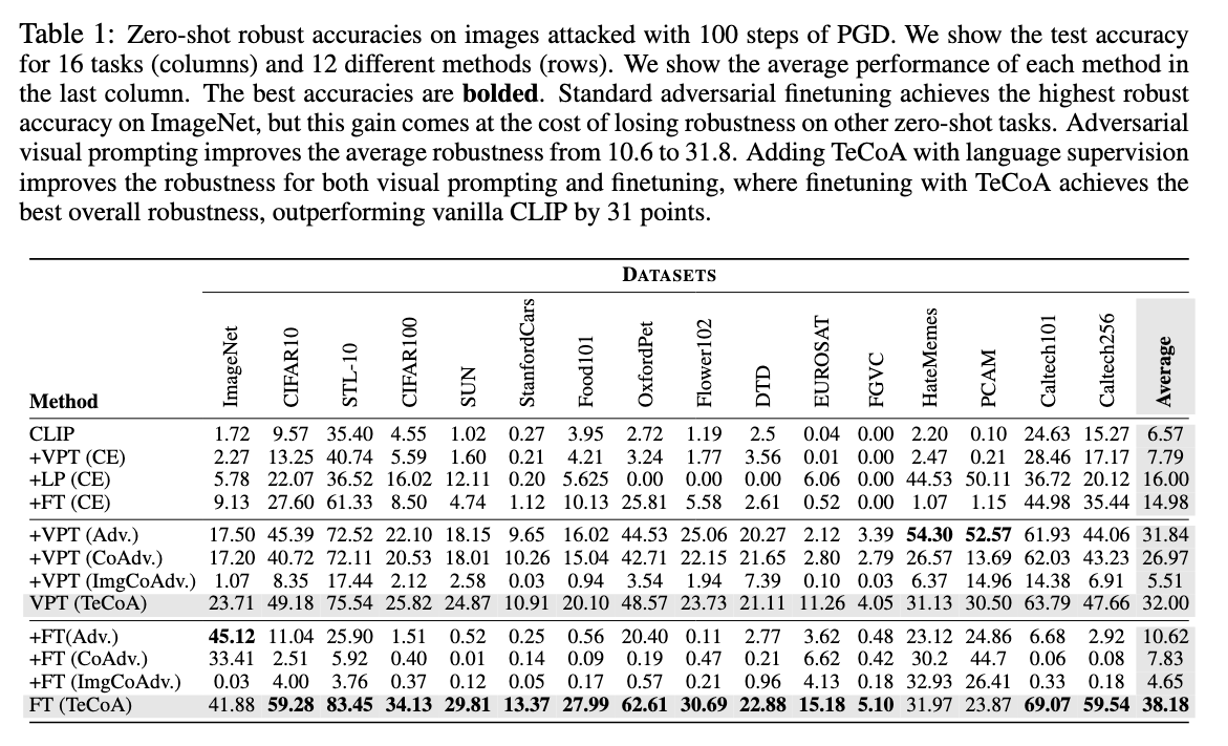 Table 1: Zero-shot robust accuracies on images attacked with 100 steps of PGD. We show the test accuracy
for 16 tasks (columns) and 12 different methods (rows). We show the average performance of each method in
the last column. The best accuracies are bolded. Standard adversarial finetuning achieves the highest robust
accuracy on ImageNet, but this gain comes at the cost of losing robustness on other zero-shot tasks. Adversarial
visual prompting improves the average robustness from 10.6 to 31.8. Adding TeCoA with language supervision
improves the robustness for both visual prompting and finetuning, where finetuning with TeCoA achieves the
best overall robustness, outperforming vanilla CLIP by 31 points.
DATASETS
Method ImageNet CIFAR10 STL-10 CIFAR100 SUN StanfordCars Food101 OxfordPet Flower102 DTD EUROSAT FGVC HateMemes PCAM Caltech101 Caltech256 Average
CLIP 1.72 9.57 35.40 4.55 1.02 0.27 3.95 2.72 1.19 2.5 0.04 0.00 2.20 0.10 24.63 15.27 6.57
+VPT (CE) 2.27 13.25 40.74 5.59 1.60 0.21 4.21 3.24 1.77 3.56 0.01 0.00 2.47 0.21 28.46 17.17 7.79
+LP (CE) 5.78 22.07 36.52 16.02 12.11 0.20 5.625 0.00 0.00 0.00 6.06 0.00 44.53 50.11 36.72 20.12 16.00
+FT (CE) 9.13 27.60 61.33 8.50 4.74 1.12 10.13 25.81 5.58 2.61 0.52 0.00 1.07 1.15 44.98 35.44 14.98
+VPT (Adv.) 17.50 45.39 72.52 22.10 18.15 9.65 16.02 44.53 25.06 20.27 2.12 3.39 54.30 52.57 61.93 44.06 31.84
+VPT (CoAdv.) 17.20 40.72 72.11 20.53 18.01 10.26 15.04 42.71 22.15 21.65 2.80 2.79 26.57 13.69 62.03 43.23 26.97
+VPT (ImgCoAdv.) 1.07 8.35 17.44 2.12 2.58 0.03 0.94 3.54 1.94 7.39 0.10 0.03 6.37 14.96 14.38 6.91 5.51
VPT (TeCoA) 23.71 49.18 75.54 25.82 24.87 10.91 20.10 48.57 23.73 21.11 11.26 4.05 31.13 30.50 63.79 47.66 32.00
+FT(Adv.) 45.12 11.04 25.90 1.51 0.52 0.25 0.56 20.40 0.11 2.77 3.62 0.48 23.12 24.86 6.68 2.92 10.62
+FT (CoAdv.) 33.41 2.51 5.92 0.40 0.01 0.14 0.09 0.19 0.47 0.21 6.62 0.42 30.2 44.7 0.06 0.08 7.83
+FT (ImgCoAdv.) 0.03 4.00 3.76 0.37 0.12 0.05 0.17 0.57 0.21 0.96 4.13 0.18 32.93 26.41 0.33 0.18 4.65
FT (TeCoA) 41.88 59.28 83.45 34.13 29.81 13.37 27.99 62.61 30.69 22.88 15.18 5.10 31.97 23.87 69.07 59.54 38.18